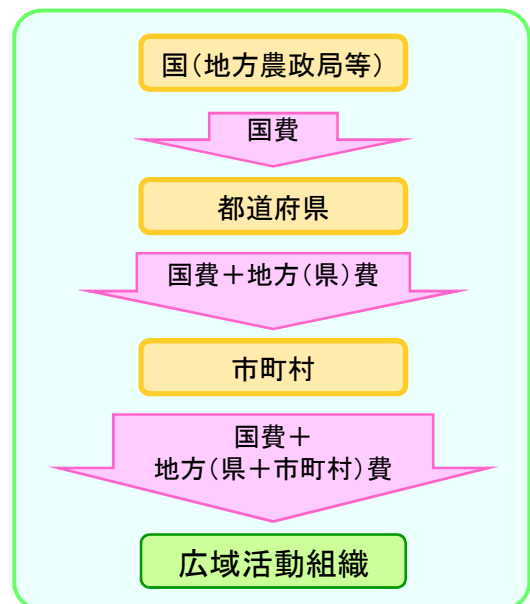 国（地方農政局等）
国費
都道府県
国費＋地方（県）費
市町村
国費＋
地方（県＋市町村）費
広域活動組織